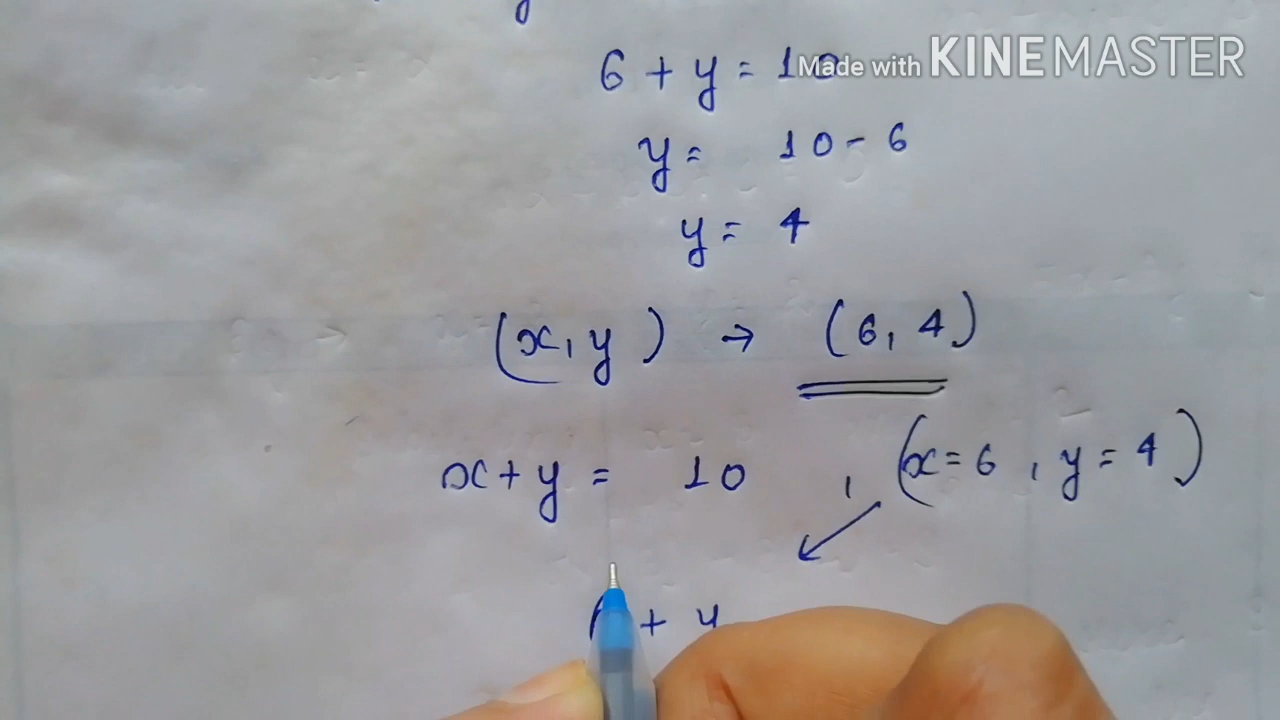 6 + y = 10
Made with KINEMASTER
y = 10 - 6
y = 4
(x, y) → (6, 4)
x + y = 10 , (x = 6 , y = 4)
+